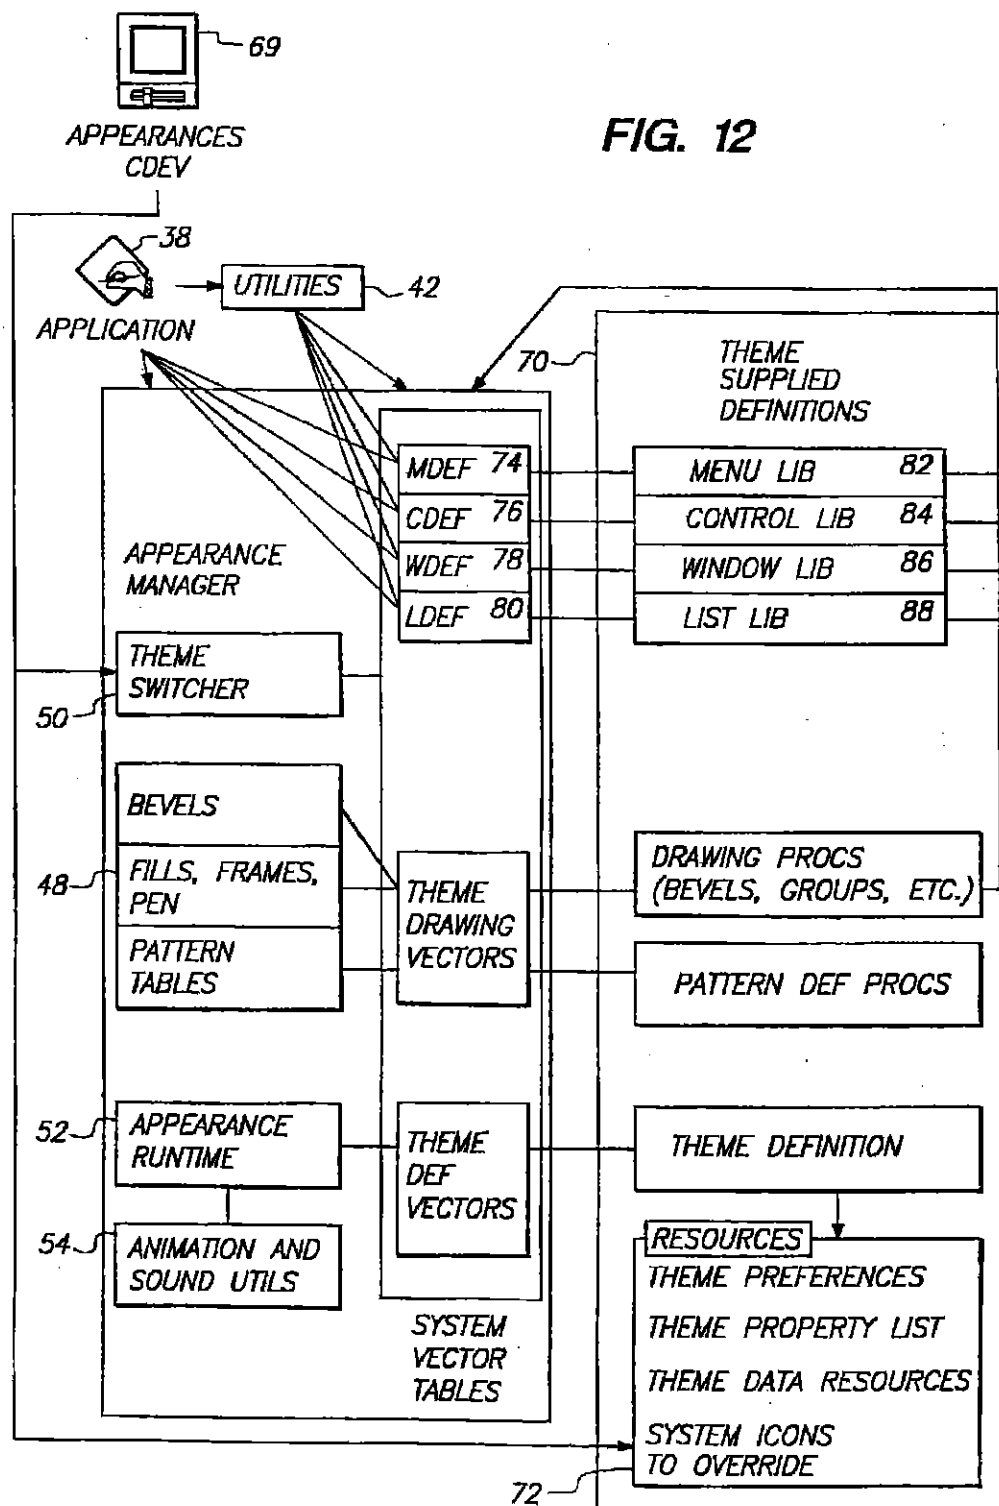 69
APPEARANCES
CDEV
FIG. 12
38
APPLICATION
UTILITIES
42
70
THEME
SUPPLIED
DEFINITIONS
MDEF 74
CDEF 76
WDEF 78
LDEF 80
MENU LIB 82
CONTROL LIB 84
WINDOW LIB 86
LIST LIB 88
APPEARANCE
MANAGER
THEME
SWITCHER
50
BEVELS
FILLS, FRAMES,
PEN
48
PATTERN
TABLES
THEME
DRAWING
VECTORS
DRAWING PROCS
(BEVELS, GROUPS, ETC.)
PATTERN DEF PROCS
52
APPEARANCE
RUNTIME
THEME
DEF
VECTORS
THEME DEFINITION
54
ANIMATION AND
SOUND UTILS
SYSTEM
VECTOR
TABLES
RESOURCES
THEME PREFERENCES
THEME PROPERTY LIST
THEME DATA RESOURCES
SYSTEM ICONS
TO OVERRIDE
72